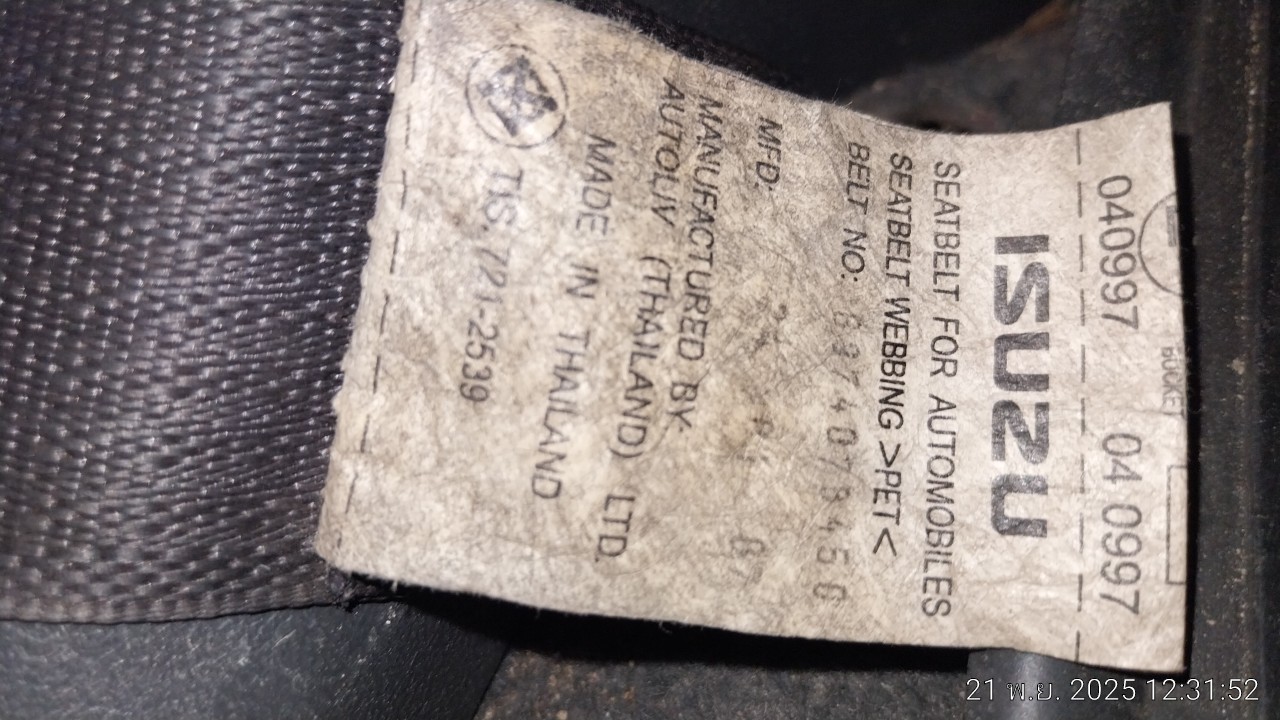 040997 04 0997
ISUZU
SEATBELT FOR AUTOMOBILES
SEATBELT WEBBING >PET<
BELT NO:
MFD.
MANUFACTURED BY
AUTOLIV (THAILAND) LTD.
MADE IN THAILAND
TIS. 721-2539
21 พ.ย. 2025 12:31:52